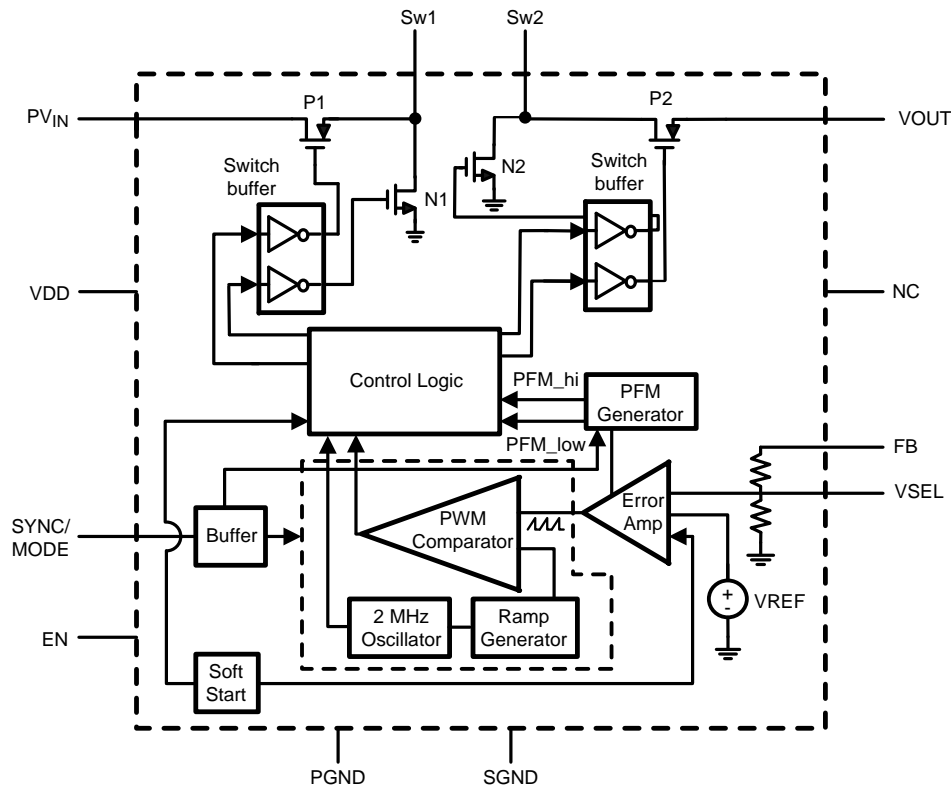 Sw1
Sw2
P1
P2
PVIN
VOUT
Switch
buffer
N1
N2
Switch
buffer
VDD
NC
Control Logic
PFM_hi
PFM
Generator
PFM_low
FB
VSEL
Error
Amp
PWM
Comparator
SYNC/
MODE
Buffer
+
-
VREF
2 MHz
Oscillator
Ramp
Generator
EN
Soft
Start
PGND
SGND